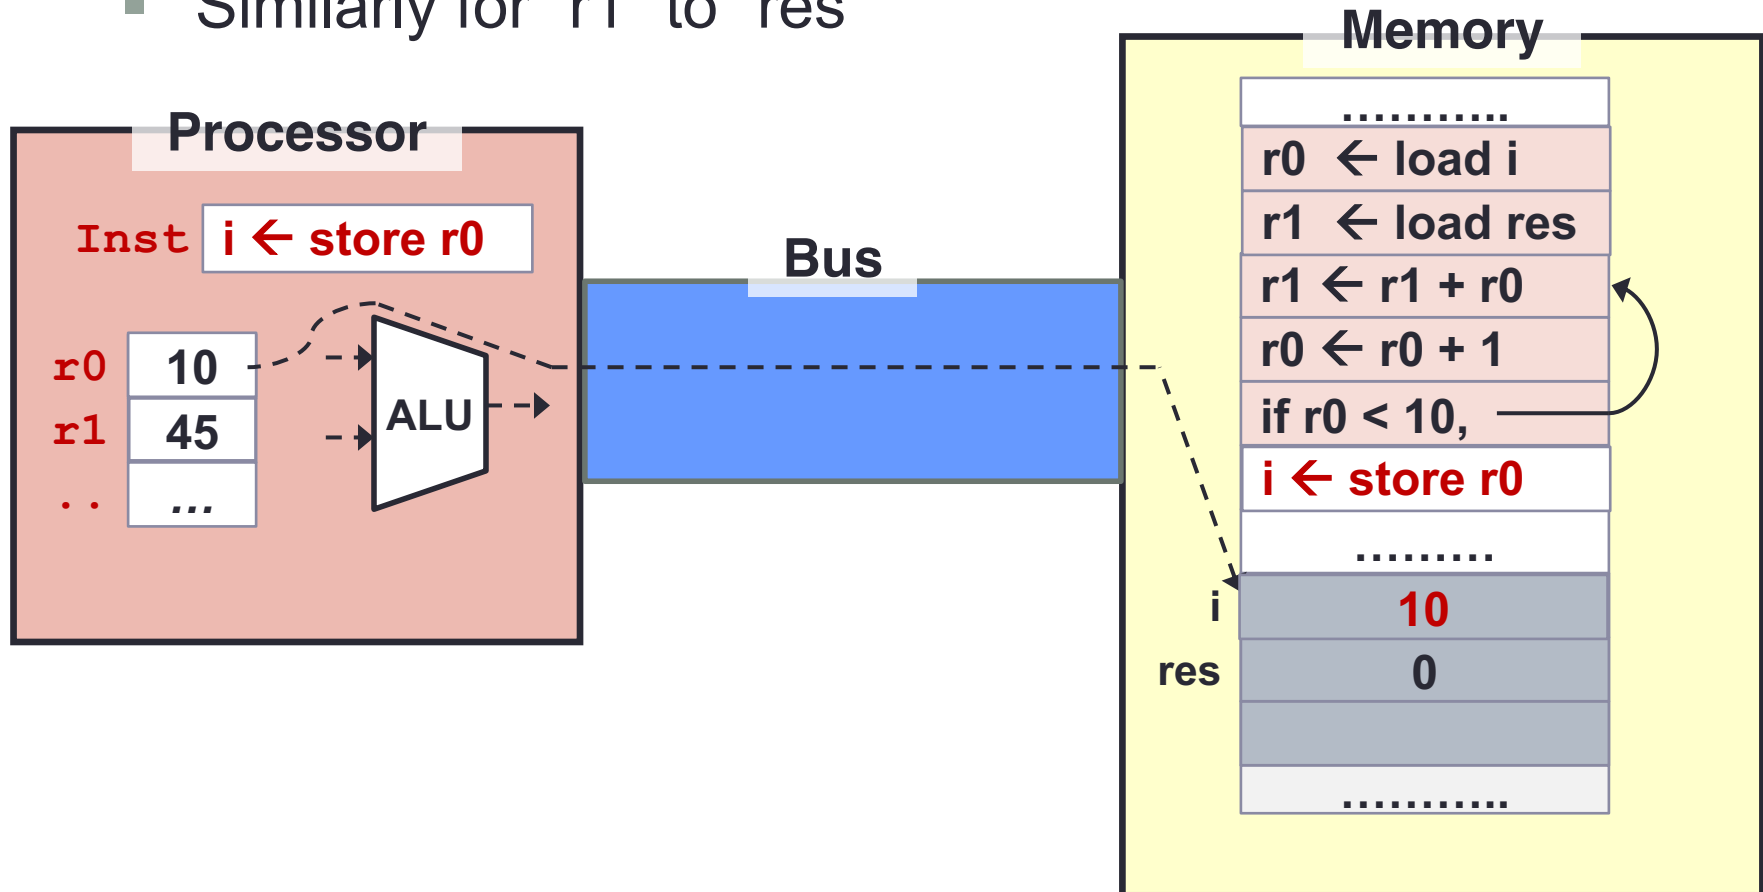 ▪ Similarly for “r1” to “res”
Processor
Inst i ← store r0
r0 10
r1 45
.. ...
ALU
Bus
Memory
………..
r0 ← load i
r1 ← load res
r1 ← r1 + r0
r0 ← r0 + 1
if r0 < 10,
i ← store r0
………
i 10
res 0
………..